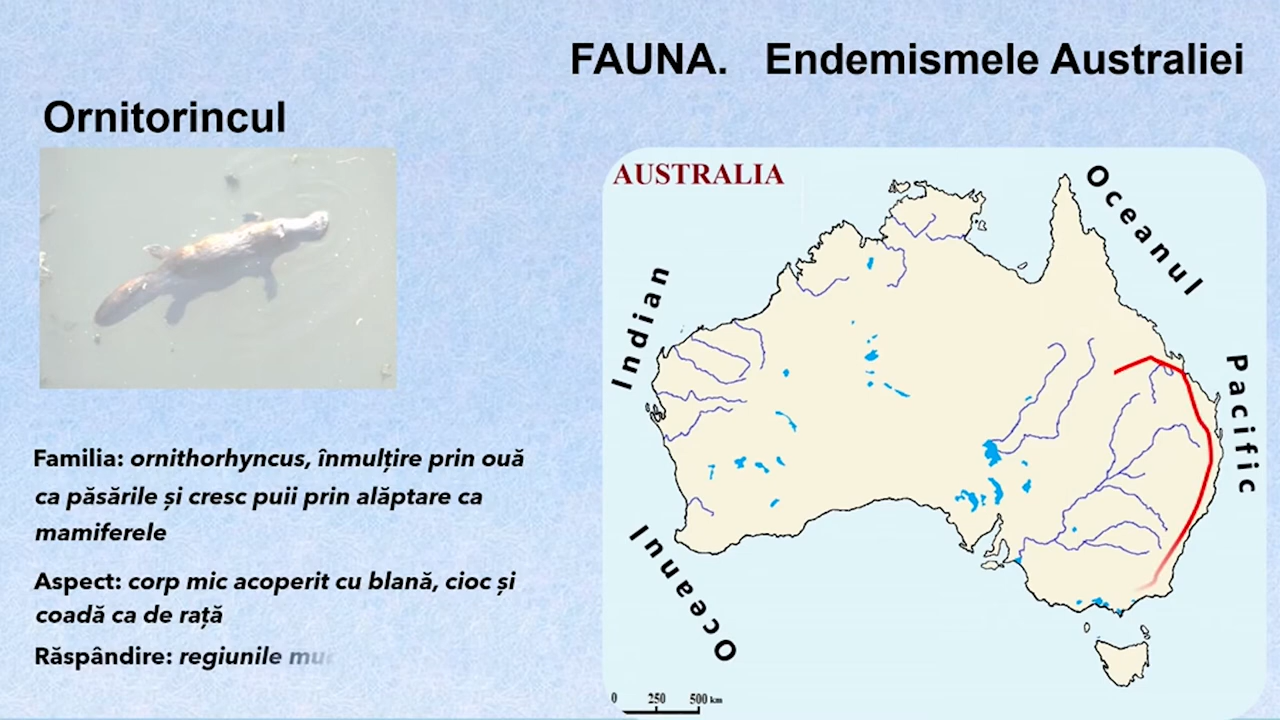 FAUNA. Endemismele Australiei
Ornitorincul
AUSTRALIA
Oceanul
Pacific
Indian
Oceanul
0 250 500 km
Familia: ornithorhyncus, înmulțire prin ouă
ca păsările și cresc puii prin alăptare ca
mamiferele
Aspect: corp mic acoperit cu blană, cioc și
coadă ca de rață
Răspândire: regiunile